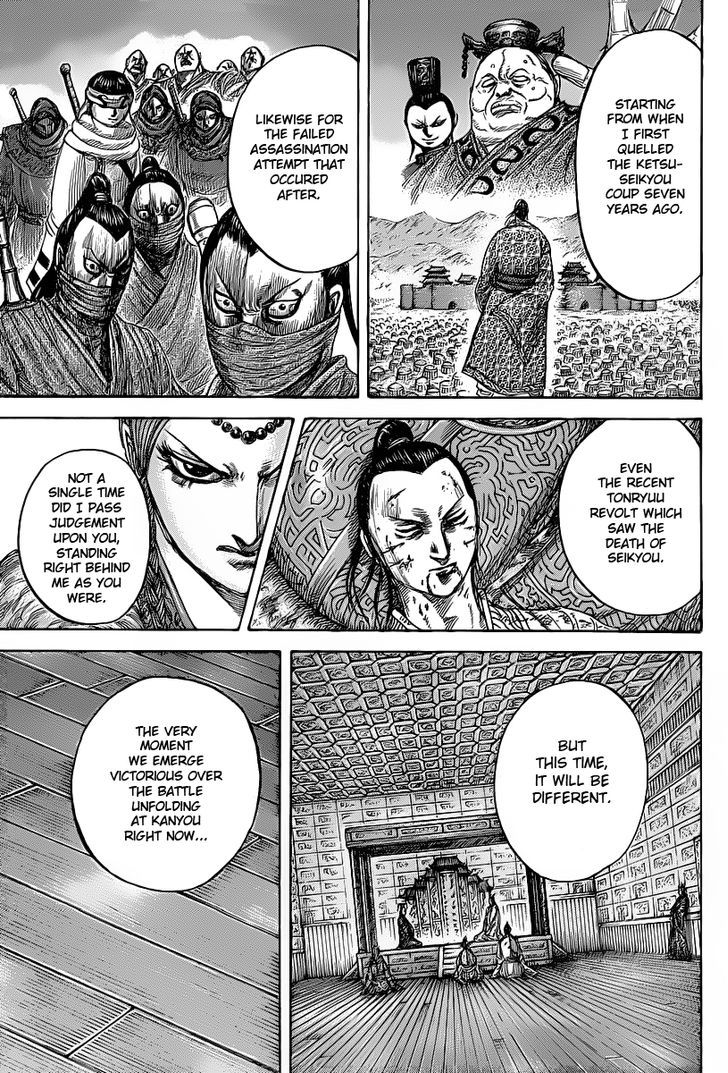 STARTING
FROM WHEN
I FIRST
QUELLED
THE KETSU-
SEIKYOU
COUP SEVEN
YEARS AGO.
LIKEWISE FOR
THE FAILED
ASSASSINATION
ATTEMPT THAT
OCCURED
AFTER.
EVEN
THE RECENT
TONRYUU
REVOLT WHICH
SAW THE
DEATH OF
SEIKYOU.
NOT A
SINGLE TIME
DID I PASS
JUDGEMENT
UPON YOU,
STANDING
RIGHT BEHIND
ME AS YOU
WERE.
BUT
THIS TIME,
IT WILL BE
DIFFERENT.
THE VERY
MOMENT
WE EMERGE
VICTORIOUS OVER
THE BATTLE
UNFOLDING
AT KANYOU
RIGHT NOW...